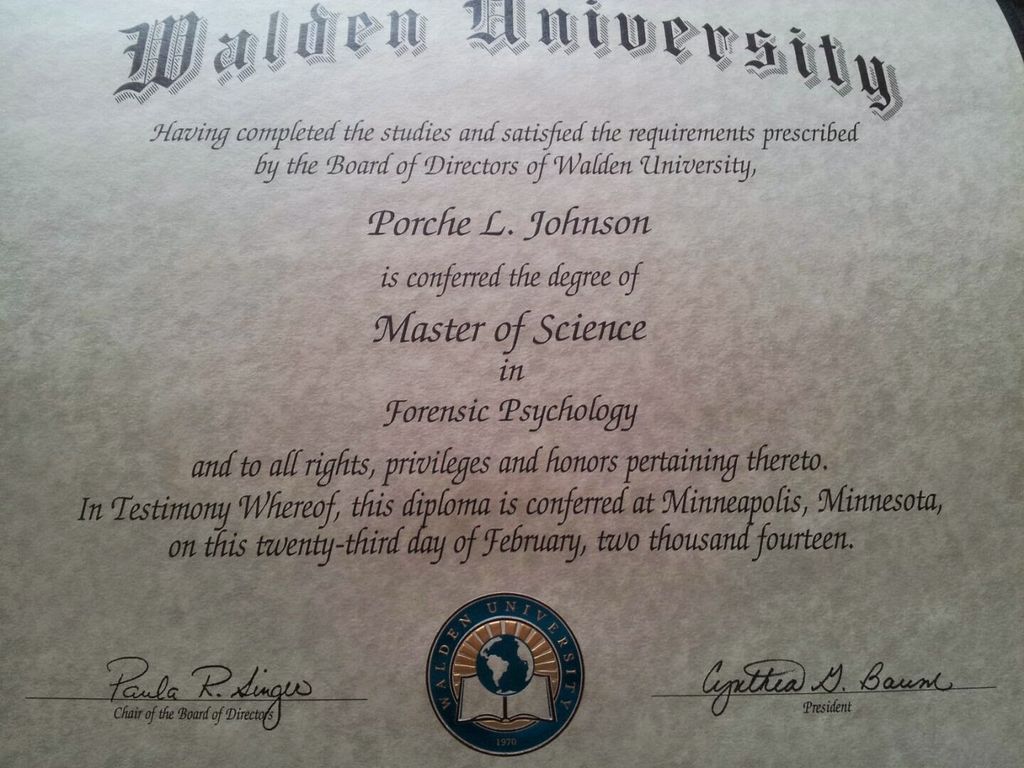 Walden University
Having completed the studies and satisfied the requirements prescribed
by the Board of Directors of Walden University,
Porche L. Johnson
is conferred the degree of
Master of Science
in
Forensic Psychology
and to all rights, privileges and honors pertaining thereto.
In Testimony Whereof, this diploma is conferred at Minneapolis, Minnesota,
on this twenty-third day of February, two thousand fourteen.
WALDEN UNIVERSITY
1970
Paula R. Singer
Chair of the Board of Directors
Cynthia G. Baum
President